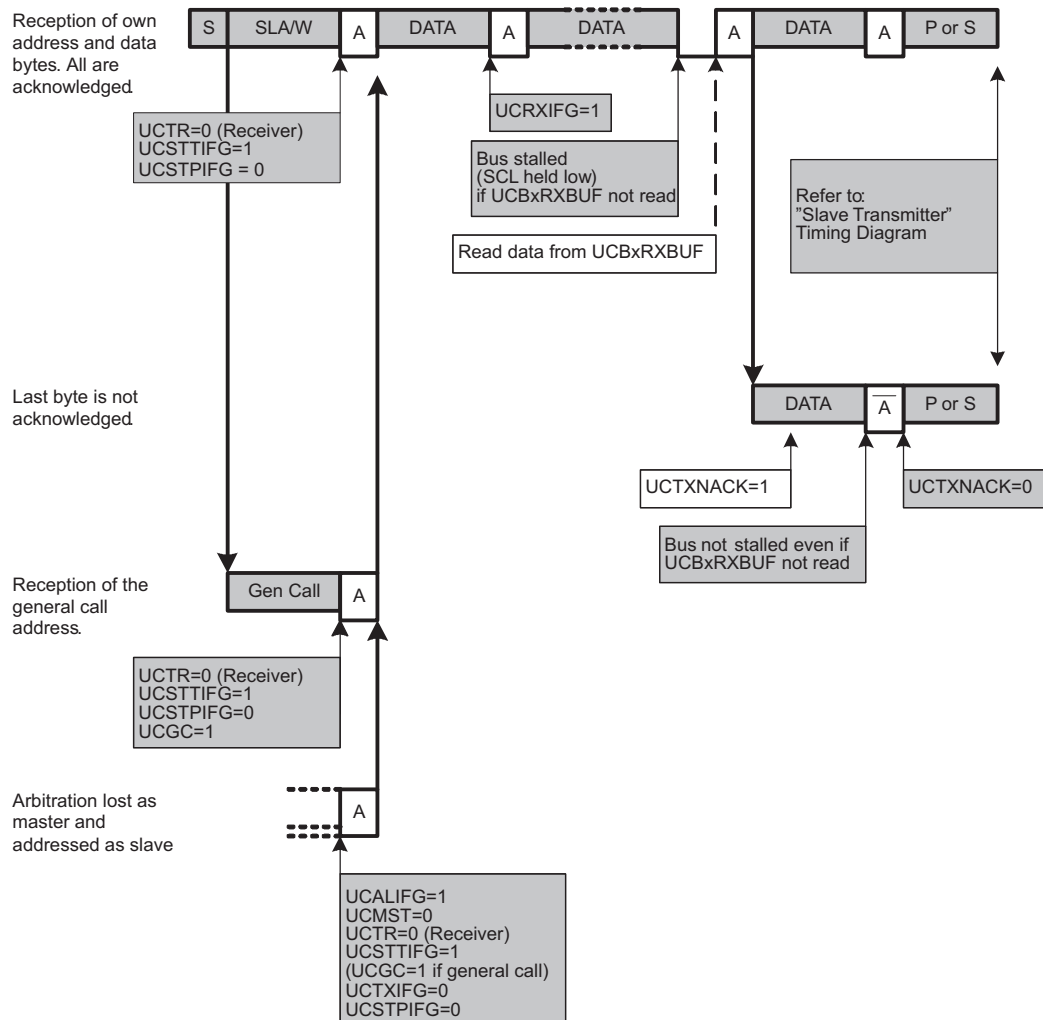 Reception of own
address and data
bytes. All are
acknowledged.
S
SLA/W
A
DATA
A
DATA
A
DATA
A
P or S
UCTR=0 (Receiver)
UCSTTIFG=1
UCSTPIFG = 0
UCRXIFG=1
Bus stalled
(SCL held low)
if UCBxRXBUF not read
Read data from UCBxRXBUF
Refer to:
”Slave Transmitter”
Timing Diagram
Last byte is not
acknowledged.
DATA
A
P or S
UCTXNACK=1
UCTXNACK=0
Bus not stalled even if
UCBxRXBUF not read
Reception of the
general call
address.
Gen Call
A
UCTR=0 (Receiver)
UCSTTIFG=1
UCSTPIFG=0
UCGC=1
Arbitration lost as
master and
addressed as slave
A
UCALIFG=1
UCMST=0
UCTR=0 (Receiver)
UCSTTIFG=1
(UCGC=1 if general call)
UCTXIFG=0
UCSTPIFG=0